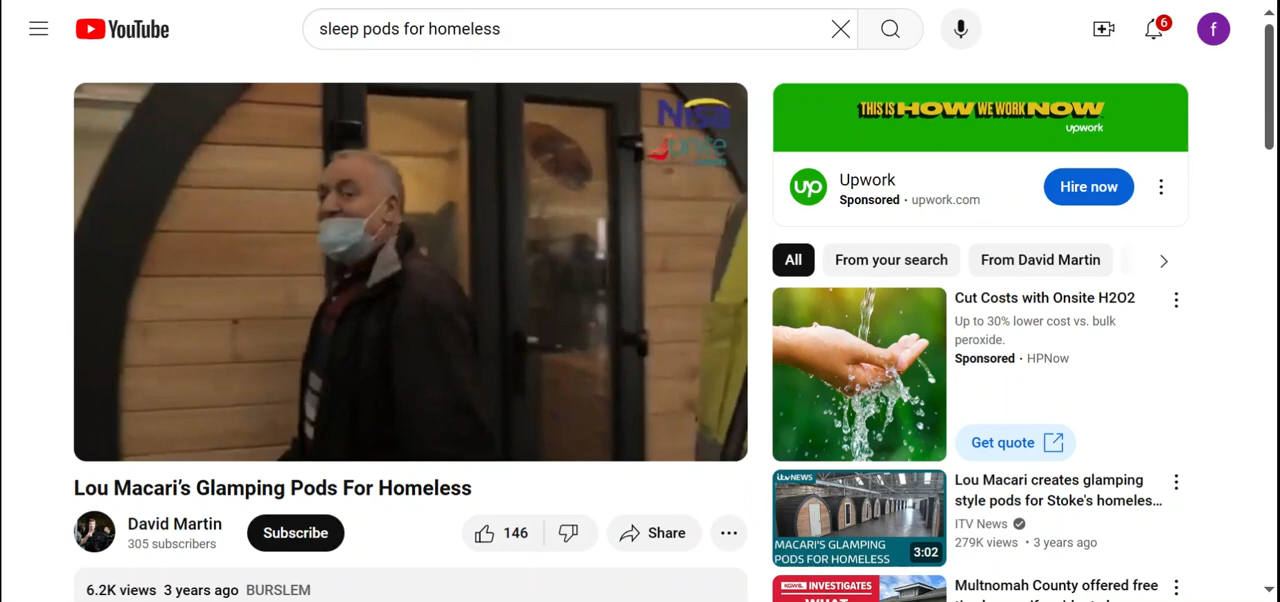 YouTube
sleep pods for homeless
6
f
Nisa
unite
THIS IS HOW WE WORK NOW
upwork
up
Upwork
Sponsored · upwork.com
Hire now
All
From your search
From David Martin
Cut Costs with Onsite H2O2
Up to 30% lower cost vs. bulk
peroxide.
Sponsored · HPNow
Get quote
Lou Macari’s Glamping Pods For Homeless
David Martin
305 subscribers
Subscribe
146
Share
6.2K views 3 years ago BURSLEM
itv NEWS
MACARI'S GLAMPING
PODS FOR HOMELESS
3:02
Lou Macari creates glamping
style pods for Stoke's homeles...
ITV News
279K views · 3 years ago
KGW8 INVESTIGATES
Multnomah County offered free